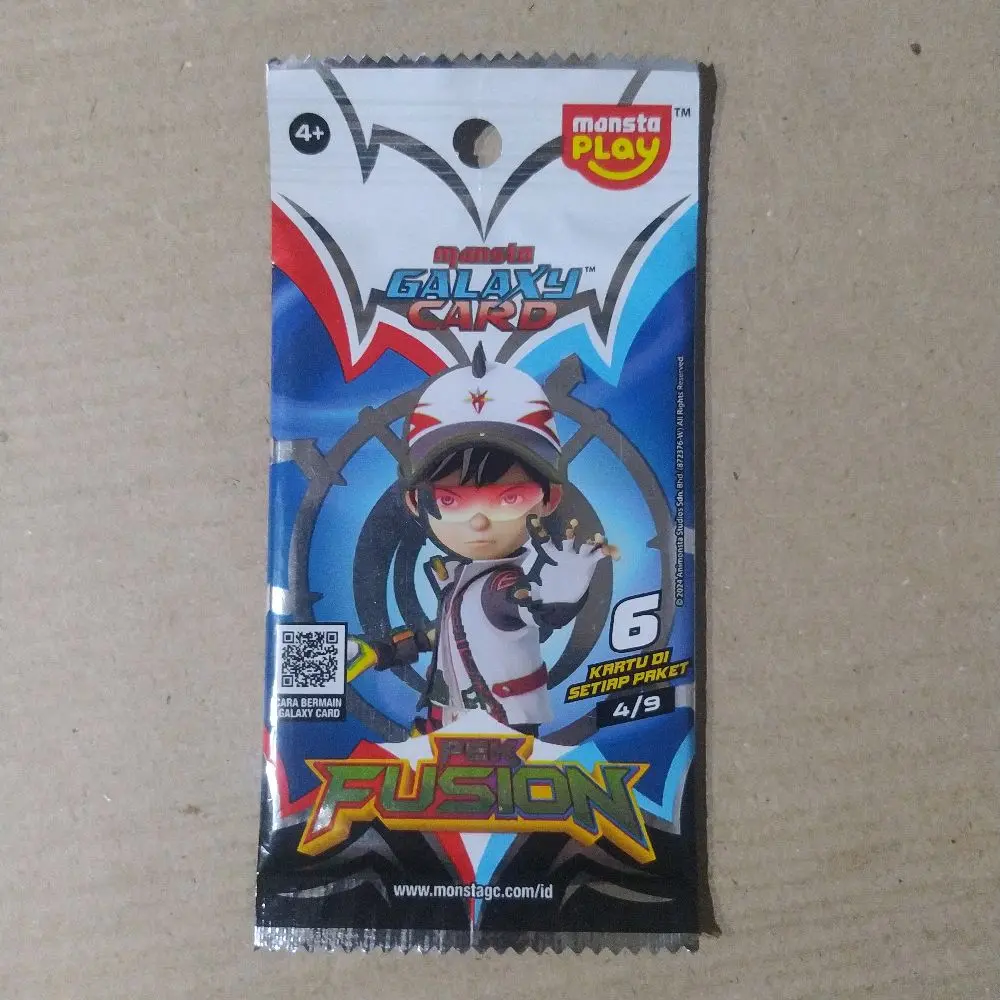 4+
monsta
PLAY
TM
monsta
GALAXY
TM
CARD
© 2024 Animonsta Studios Sdn. Bhd. (872376-W) All Rights Reserved.
6
KARTU DI
SETIAP PAKET
4/9
CARA BERMAIN
GALAXY CARD
PEK
FUSION
www.monstagc.com/id